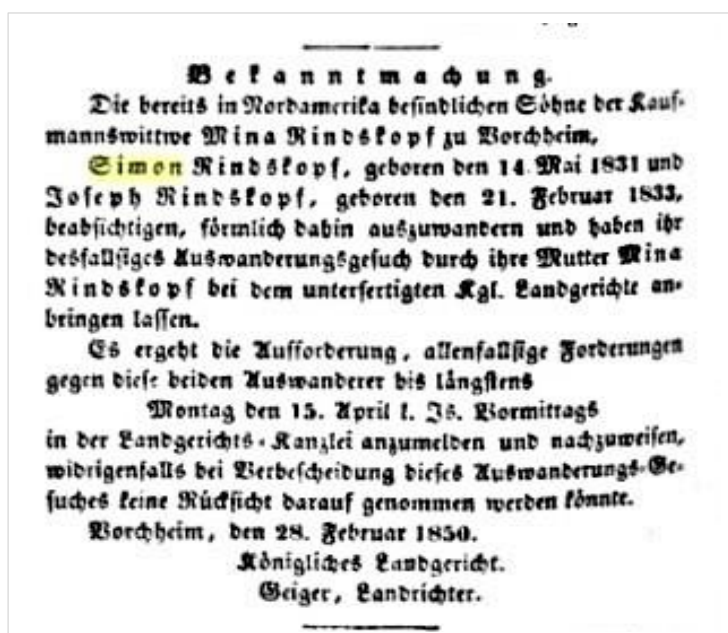 Bekanntmachung.
Die bereits in Nordamerika befindlichen Söhne der Kauf-
mannswittwe Mina Rindskopf zu Vorchheim,
Simon Rindskopf, geboren den 14. Mai 1831 und
Joseph Rindskopf, geboren den 21. Februar 1833,
beabsichtigen, förmlich dahin auszuwandern und haben ihr
desfallsiges Auswanderungsgesuch durch ihre Mutter Mina
Rindskopf bei dem unterfertigten Kgl. Landgerichte an-
bringen lassen.
Es ergeht die Aufforderung, allenfallsige Forderungen
gegen diese beiden Auswanderer bis längstens
Montag den 15. April l. Is. Vormittags
in der Landgerichts-Kanzlei anzumelden und nachzuweisen,
widrigenfalls bei Verbescheidung dieses Auswanderungs-Ge-
suches keine Rücksicht darauf genommen werden könnte.
Vorchheim, den 28. Februar 1850.
Königliches Landgericht.
Geiger, Landrichter.